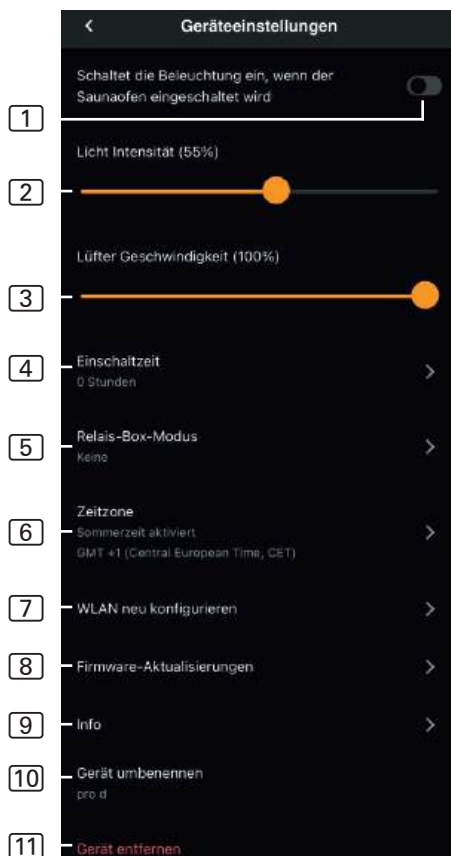 Geräteeinstellungen
Schaltet die Beleuchtung ein, wenn der
Saunaofen eingeschaltet wird
1
Licht Intensität (55%)
2
Lüfter Geschwindigkeit (100%)
3
4
Einschaltzeit
0 Stunden
5
Relais-Box-Modus
Keine
Zeitzone
6
Sommerzeit aktiviert
GMT +1 (Central European Time, CET)
7
WLAN neu konfigurieren
8
Firmware-Aktualisierungen
9
Info
10
Gerät umbenennen
pro d
11
Gerät entfernen